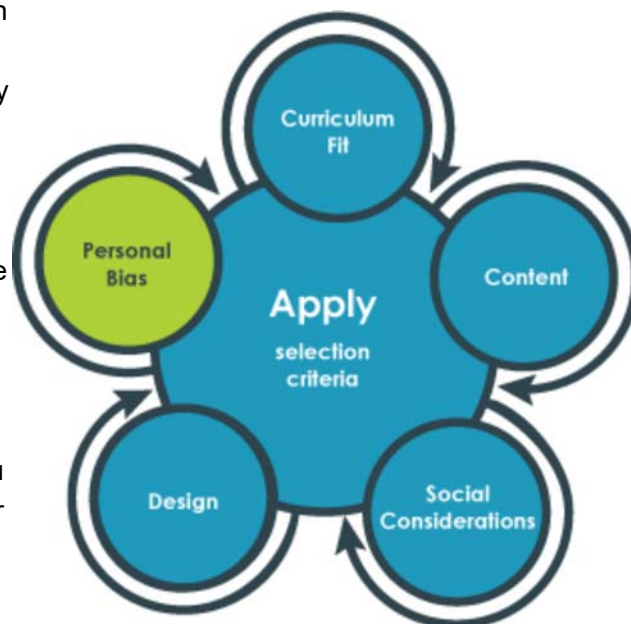 Curriculum
Fit
Personal
Bias
Content
Apply
selection
criteria
Design
Social
Considerations